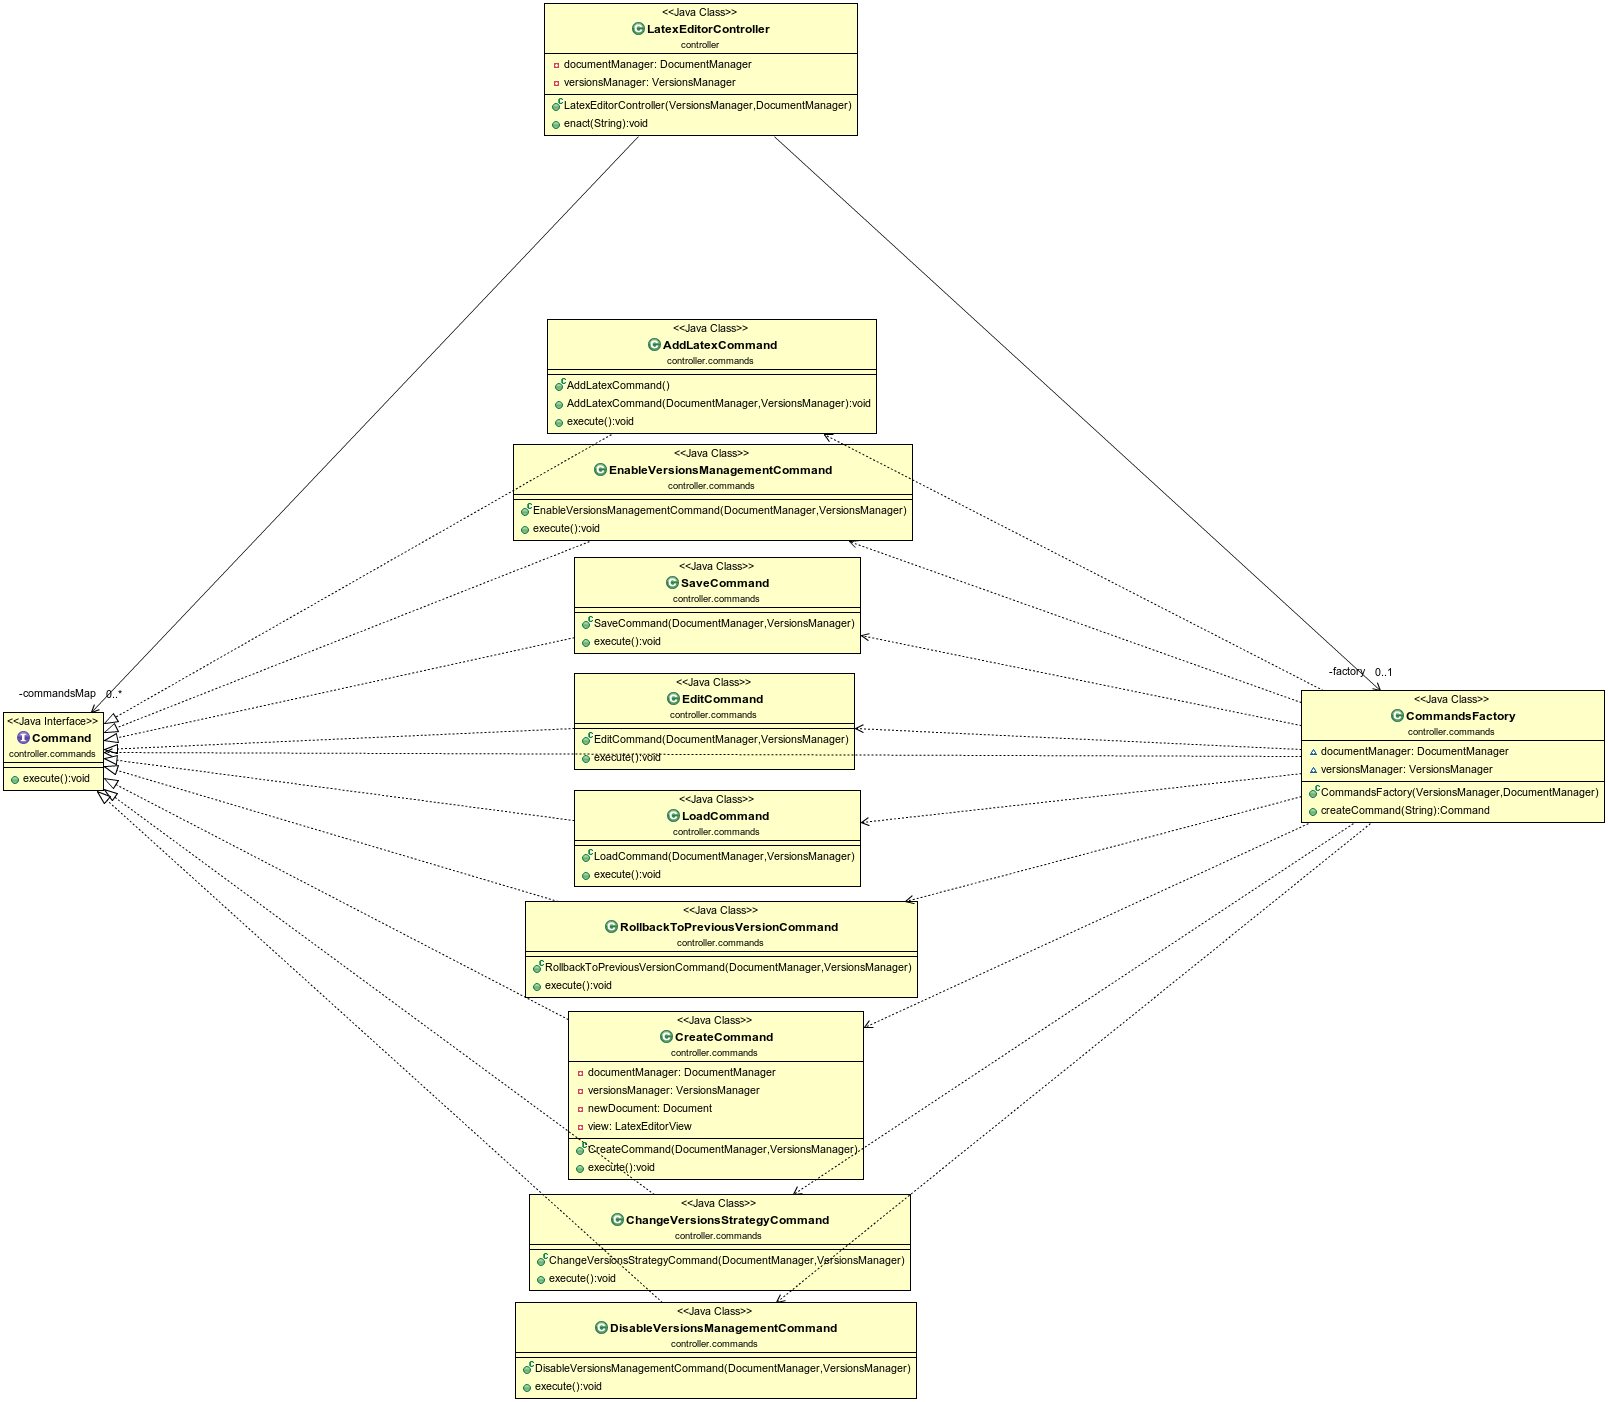 <<Java Class>>
LatexEditorController
controller
documentManager: DocumentManager
versionsManager: VersionsManager
LatexEditorController(VersionsManager,DocumentManager)
enact(String):void
<<Java Class>>
AddLatexCommand
controller.commands
AddLatexCommand()
AddLatexCommand(DocumentManager,VersionsManager):void
execute():void
<<Java Class>>
EnableVersionsManagementCommand
controller.commands
EnableVersionsManagementCommand(DocumentManager,VersionsManager)
execute():void
<<Java Class>>
SaveCommand
controller.commands
SaveCommand(DocumentManager,VersionsManager)
execute():void
-commandsMap 0..*
<<Java Interface>>
Command
controller.commands
execute():void
<<Java Class>>
EditCommand
controller.commands
EditCommand(DocumentManager,VersionsManager)
execute():void
-factory 0..1
<<Java Class>>
CommandsFactory
controller.commands
documentManager: DocumentManager
versionsManager: VersionsManager
CommandsFactory(VersionsManager,DocumentManager)
createCommand(String):Command
<<Java Class>>
LoadCommand
controller.commands
LoadCommand(DocumentManager,VersionsManager)
execute():void
<<Java Class>>
RollbackToPreviousVersionCommand
controller.commands
RollbackToPreviousVersionCommand(DocumentManager,VersionsManager)
execute():void
<<Java Class>>
CreateCommand
controller.commands
documentManager: DocumentManager
versionsManager: VersionsManager
newDocument: Document
view: LatexEditorView
CreateCommand(DocumentManager,VersionsManager)
execute():void
<<Java Class>>
ChangeVersionsStrategyCommand
controller.commands
ChangeVersionsStrategyCommand(DocumentManager,VersionsManager)
execute():void
<<Java Class>>
DisableVersionsManagementCommand
controller.commands
DisableVersionsManagementCommand(DocumentManager,VersionsManager)
execute():void